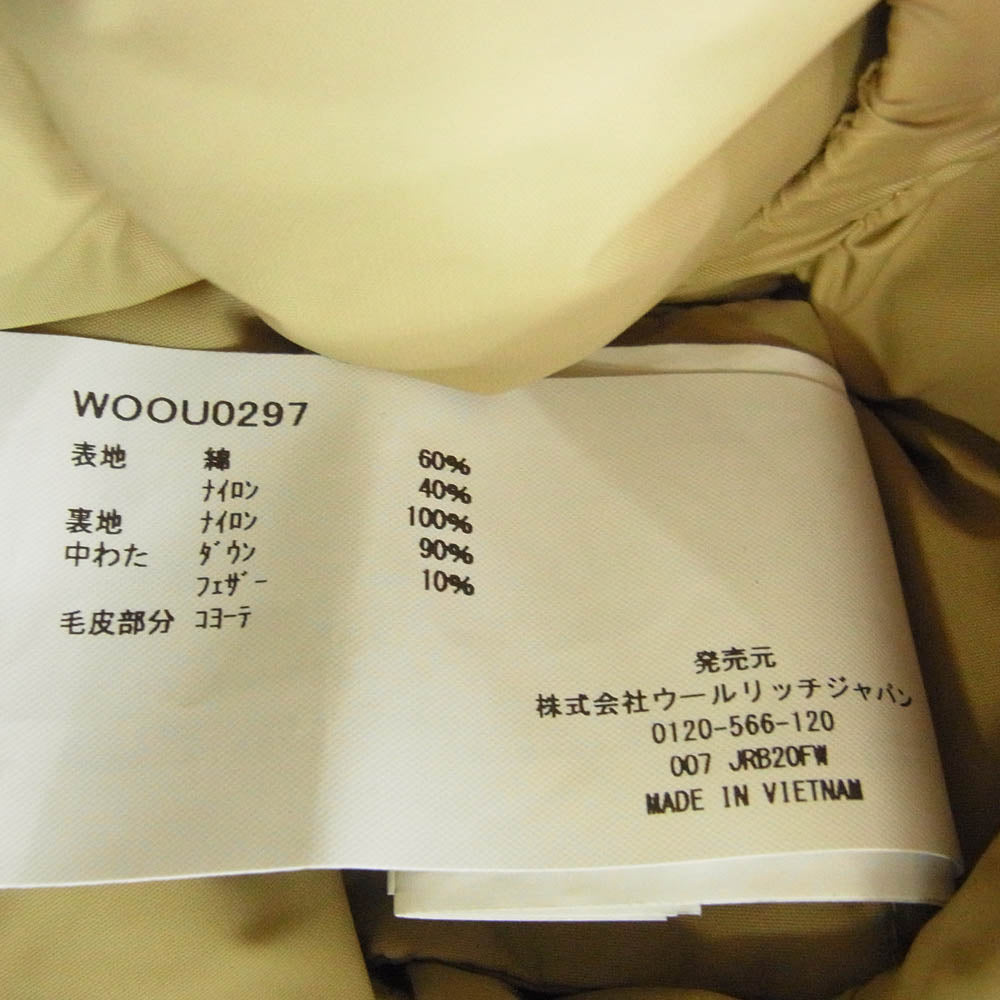 WOOU0297
表地 綿 60%
ﾅｲﾛﾝ 40%
裏地 ﾅｲﾛﾝ 100%
中わた ﾀﾞｳﾝ 90%
ﾌｪｻﾞｰ 10%
毛皮部分 ｺﾖｰﾃ
発売元
株式会社ウールリッチジャパン
0120-566-120
007 JRB20FW
MADE IN VIETNAM